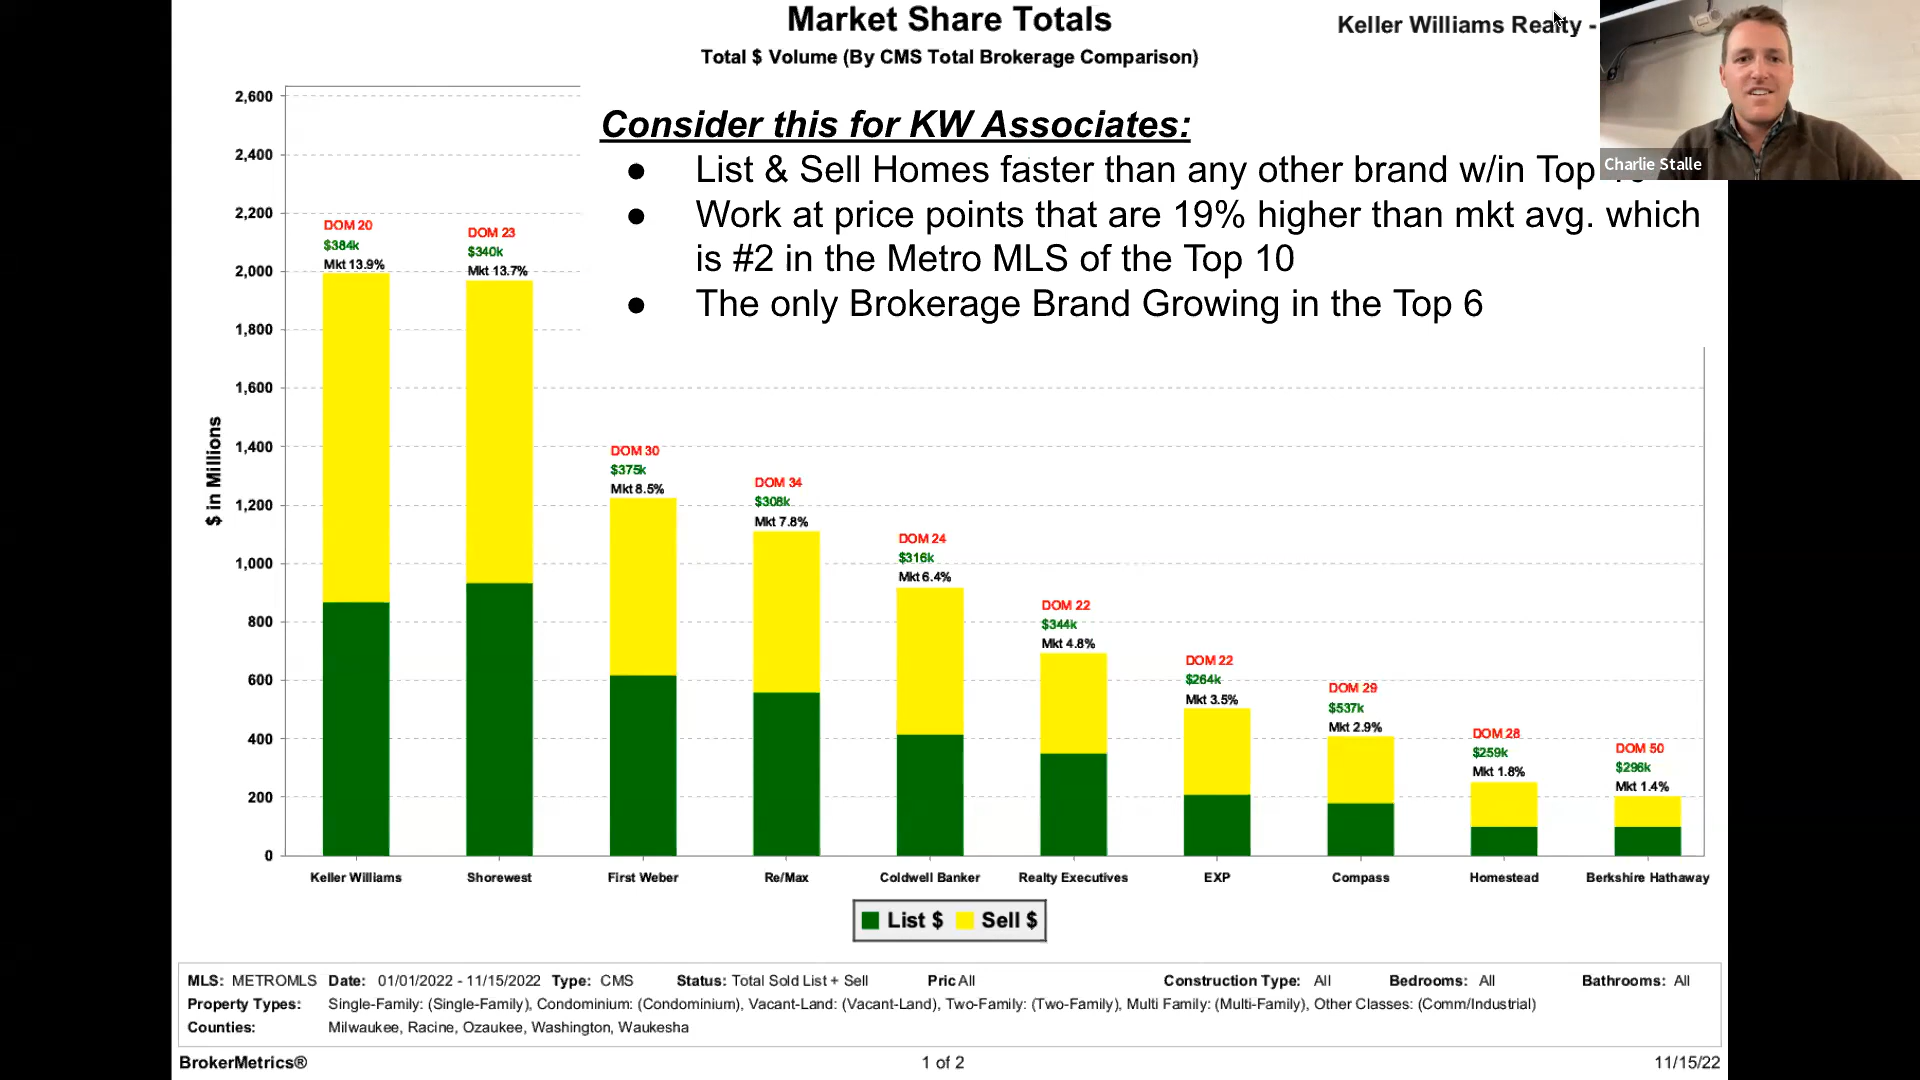 Market Share Totals
Keller Williams Realty -
Total $ Volume (By CMS Total Brokerage Comparison)
Charlie Stalle
Consider this for KW Associates:
● List & Sell Homes faster than any other brand w/in Top
● Work at price points that are 19% higher than mkt avg. which
is #2 in the Metro MLS of the Top 10
● The only Brokerage Brand Growing in the Top 6
$ in Millions
2,600
2,400
2,200
2,000
1,800
1,600
1,400
1,200
1,000
800
600
400
200
0
DOM 20
$384k
Mkt 13.9%
DOM 23
$340k
Mkt 13.7%
DOM 30
$375k
Mkt 8.5%
DOM 34
$308k
Mkt 7.8%
DOM 24
$316k
Mkt 6.4%
DOM 22
$344k
Mkt 4.8%
DOM 22
$264k
Mkt 3.5%
DOM 29
$537k
Mkt 2.9%
DOM 28
$259k
Mkt 1.8%
DOM 50
$296k
Mkt 1.4%
Keller Williams Shorewest First Weber Re/Max Coldwell Banker Realty Executives EXP Compass Homestead Berkshire Hathaway
List $ Sell $
MLS: METROMLS Date: 01/01/2022 - 11/15/2022 Type: CMS Status: Total Sold List + Sell Pric All Construction Type: All Bedrooms: All Bathrooms: All
Property Types: Single-Family: (Single-Family), Condominium: (Condominium), Vacant-Land: (Vacant-Land), Two-Family: (Two-Family), Multi Family: (Multi-Family), Other Classes: (Comm/Industrial)
Counties: Milwaukee, Racine, Ozaukee, Washington, Waukesha
BrokerMetrics® 1 of 2 11/15/22